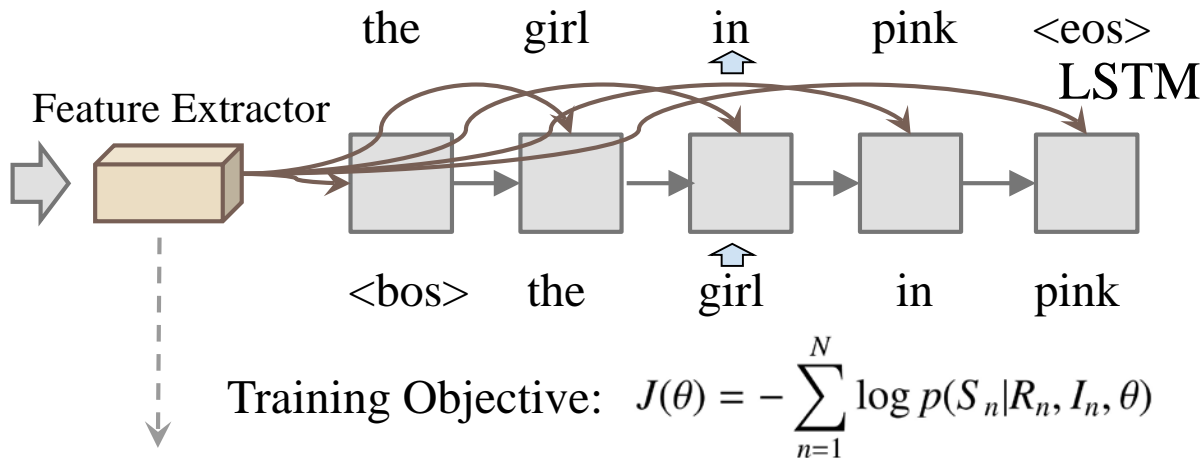 the girl in pink <eos>
LSTM
Feature Extractor
<bos> the girl in pink
Training Objective: J(θ) = − ∑_{n=1}^{N} log p(S_n|R_n, I_n, θ)